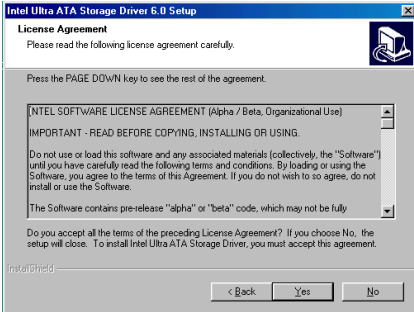 Intel Ultra ATA Storage Driver 6.0 Setup
License Agreement
Please read the following license agreement carefully.
Press the PAGE DOWN key to see the rest of the agreement.
INTEL SOFTWARE LICENSE AGREEMENT (Alpha / Beta, Organizational Use)
IMPORTANT - READ BEFORE COPYING, INSTALLING OR USING.
Do not use or load this software and any associated materials (collectively, the "Software")
until you have carefully read the following terms and conditions. By loading or using the
Software, you agree to the terms of this Agreement. If you do not wish to so agree, do not
install or use the Software.
The Software contains pre-release "alpha" or "beta" code, which may not be fully
Do you accept all the terms of the preceding License Agreement? If you choose No, the
setup will close. To install Intel Ultra ATA Storage Driver, you must accept this agreement.
InstallShield
< Back Yes No